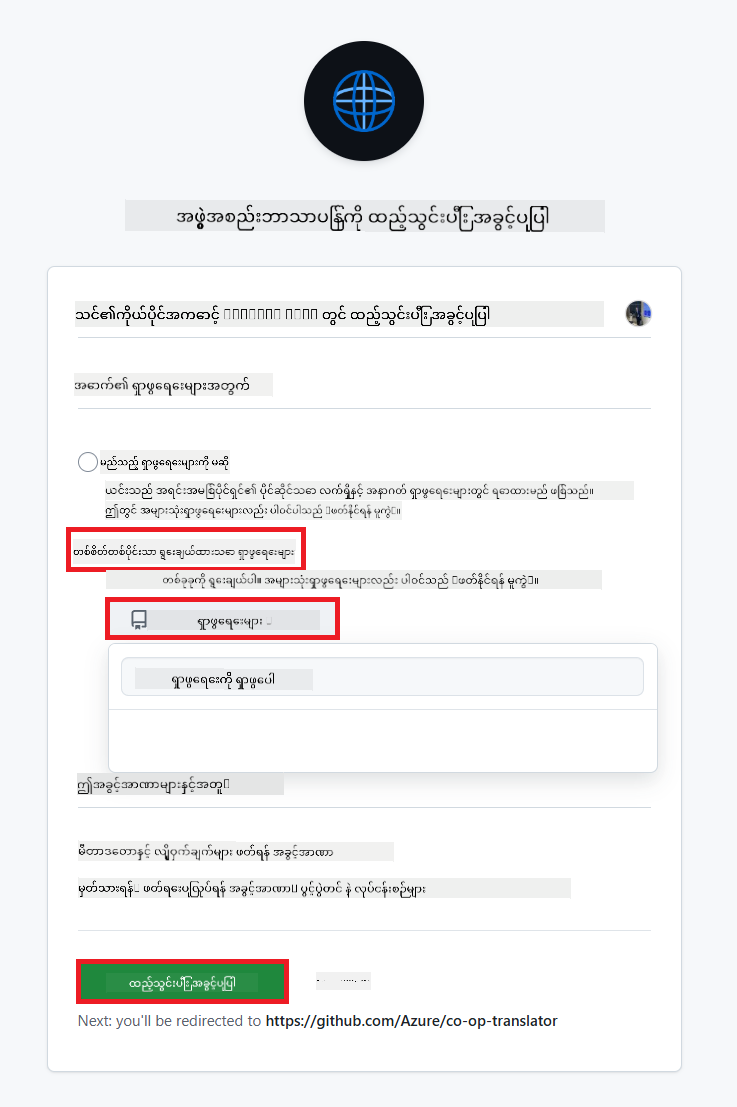 အဖွဲ့အစည်းဘာသာပြန်ကို ထည့်သွင်းပြီး အခွင့်ပြုပါ
သင်၏ကိုယ်ပိုင်အကောင့် တွင် ထည့်သွင်းပြီး အခွင့်ပြုပါ
အောက်၏ ရှာဖွေရေးများအတွက်
မည်သည့် ရှာဖွေရေးများကို မဆို
ယင်းသည် အရင်းအမြစ်ပိုင်ရှင်၏ ပိုင်ဆိုင်သော လက်ရှိနှင့် အနာဂတ် ရှာဖွေရေးများတွင် ရောထားမည် ဖြစ်သည်။
ဤတွင် အများသုံးရှာဖွေရေးများလည်း ပါဝင်ပါသည်
တစ်စိတ်တစ်ပိုင်းသာ ရွေးချယ်ထားသော ရှာဖွေရေးများ
တစ်ခုခုကို ရွေးချယ်ပါ။ အများသုံးရှာဖွေရေးများလည်း ပါဝင်သည်
ရှာဖွေရေးများ
ရှာဖွေရေးကို ရှာဖွေပါ
ဤအခွင့်အာဏာများနှင့်အတူ
မီတာဒေတာနှင့် လျှို့ဝှက်ချက်များ ဖတ်ရန် အခွင့်အာဏာ
မှတ်သားရန် ဖတ်ရေးပြုလုပ်ရန် အခွင့်အာဏာ ပွင့်ပွဲတင် နဲ့ လုပ်ငန်းစဉ်များ
ထည့်သွင်းပြီး အခွင့်ပြုပါ
Next: you'll be redirected to https://github.com/Azure/co-op-translator